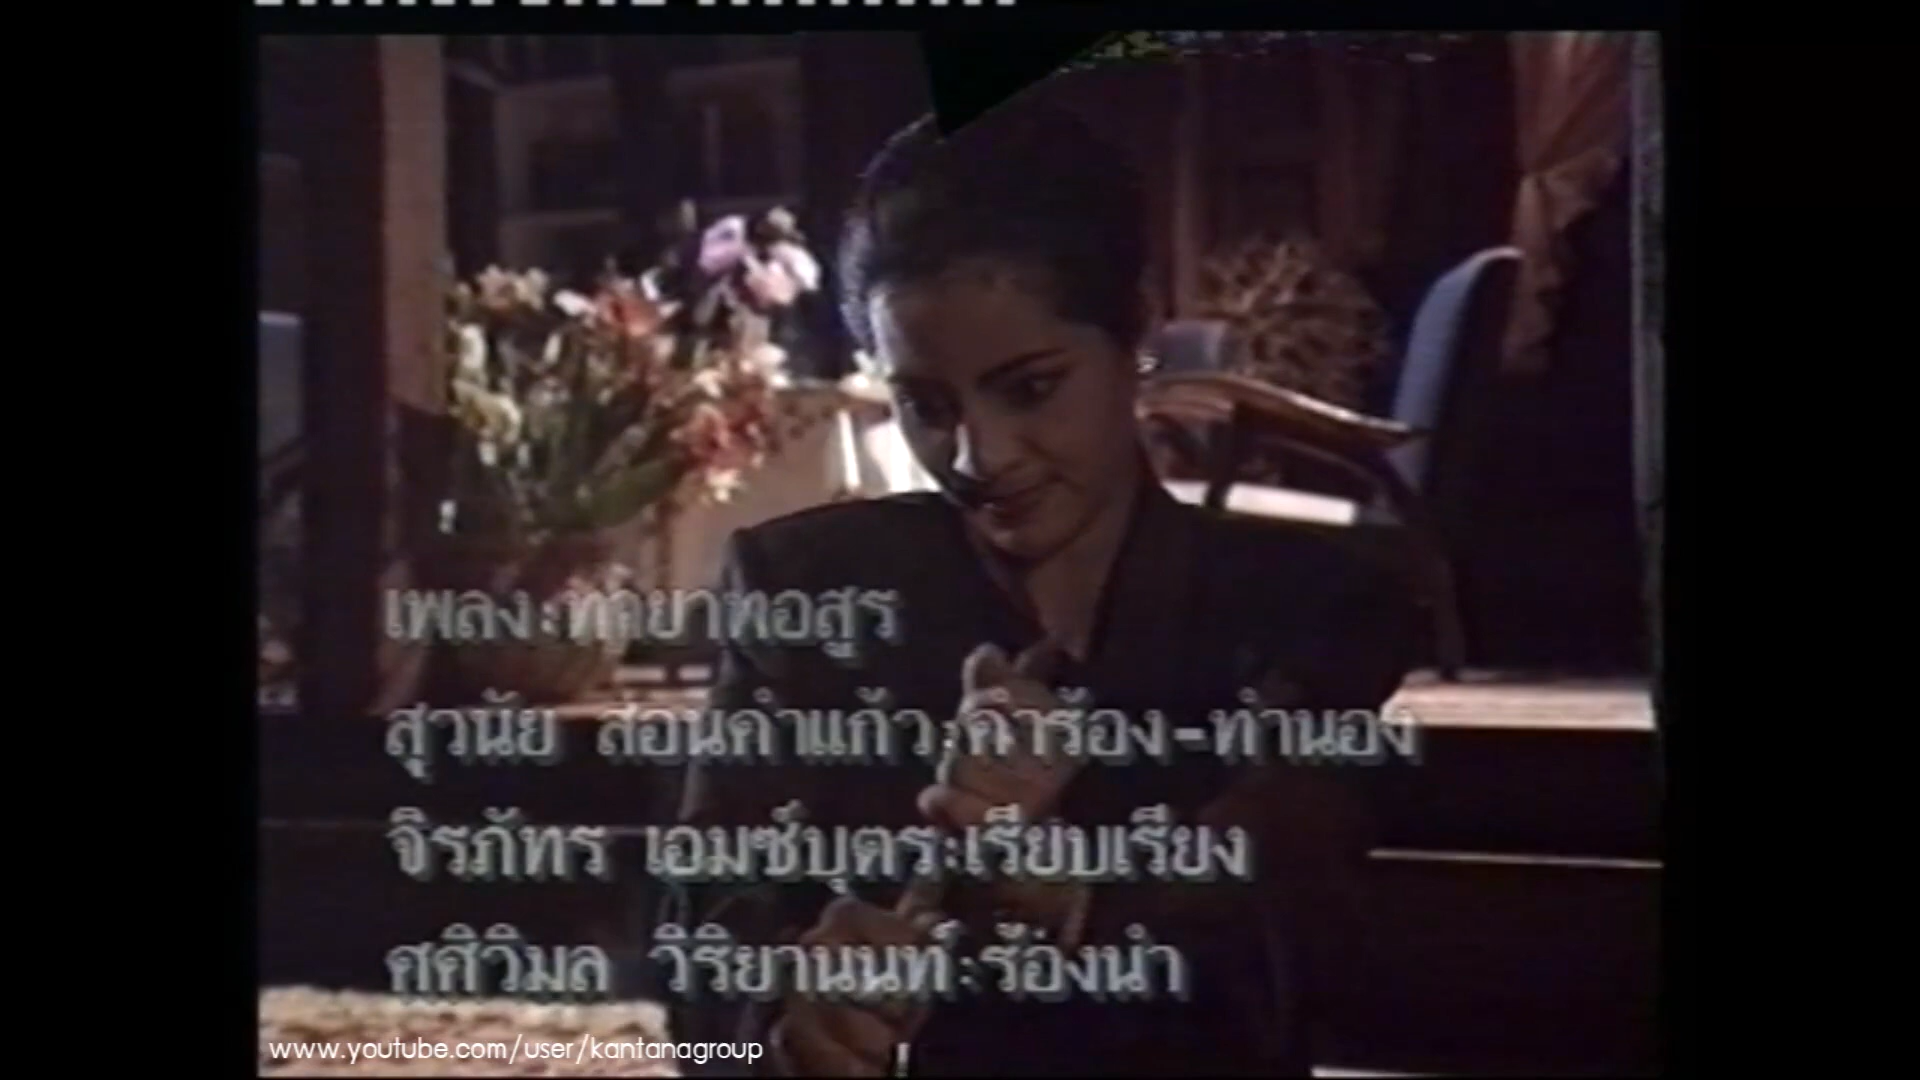 เพลง:ทายาทอสูร
สุวนัย ส่อนคำแก้ว:คำร้อง-ทำนอง
จิรภัทร เอมซ์บุตร:เรียบเรียง
ศศิวิมล วิริยานนท์:ร้องนำ
www.youtube.com/user/kantanagroup